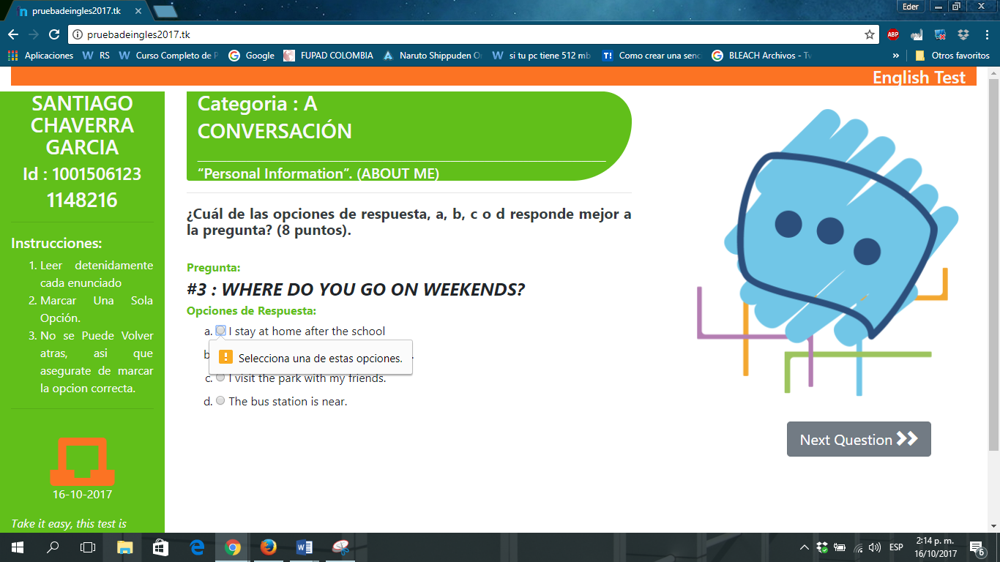 pruebadeingles2017.tk
Eder
pruebadeingles2017.tk
ABP
Aplicaciones
RS
Curso Completo de P
Google
FUPAD COLOMBIA
Naruto Shippuden O
si tu pc tiene 512 mb
T!
Como crear una senc
BLEACH Archivos - Tv
»
Otros favoritos
English Test
SANTIAGO
CHAVERRA
GARCIA
Id : 1001506123
1148216
Instrucciones:
1. Leer detenidamente
cada enunciado
2. Marcar Una Sola
Opción.
3. No se Puede Volver
atras, asi que
asegurate de marcar
la opcion correcta.
16-10-2017
Take it easy, this test is
Categoria : A
CONVERSACIÓN
“Personal Information”. (ABOUT ME)
¿Cuál de las opciones de respuesta, a, b, c o d responde mejor a
la pregunta? (8 puntos).
Pregunta:
#3 : WHERE DO YOU GO ON WEEKENDS?
Opciones de Respuesta:
a. I stay at home after the school
b
Selecciona una de estas opciones.
c. I visit the park with my friends.
d. The bus station is near.
Next Question
ESP
2:14 p. m.
16/10/2017
6